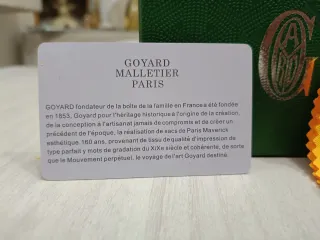 GOYARD
MALLETIER
PARIS
GOYARD fondateur de la boîte de la famille en France a été fondée
en 1853, Goyard pour l'héritage historique à l'origine de la création,
de la conception à l'artisanat jamais de compromis et de créer un
précédent de l'époque, la réalisation de sacs de Paris Maverick
esthétique. 160 ans, provenant de tissu de qualité d'impression de
type parfait y mots de gradation du XIXe siècle et cohérente, de sorte
que le Mouvement perpétuel, le voyage de l'art Goyard destiné.